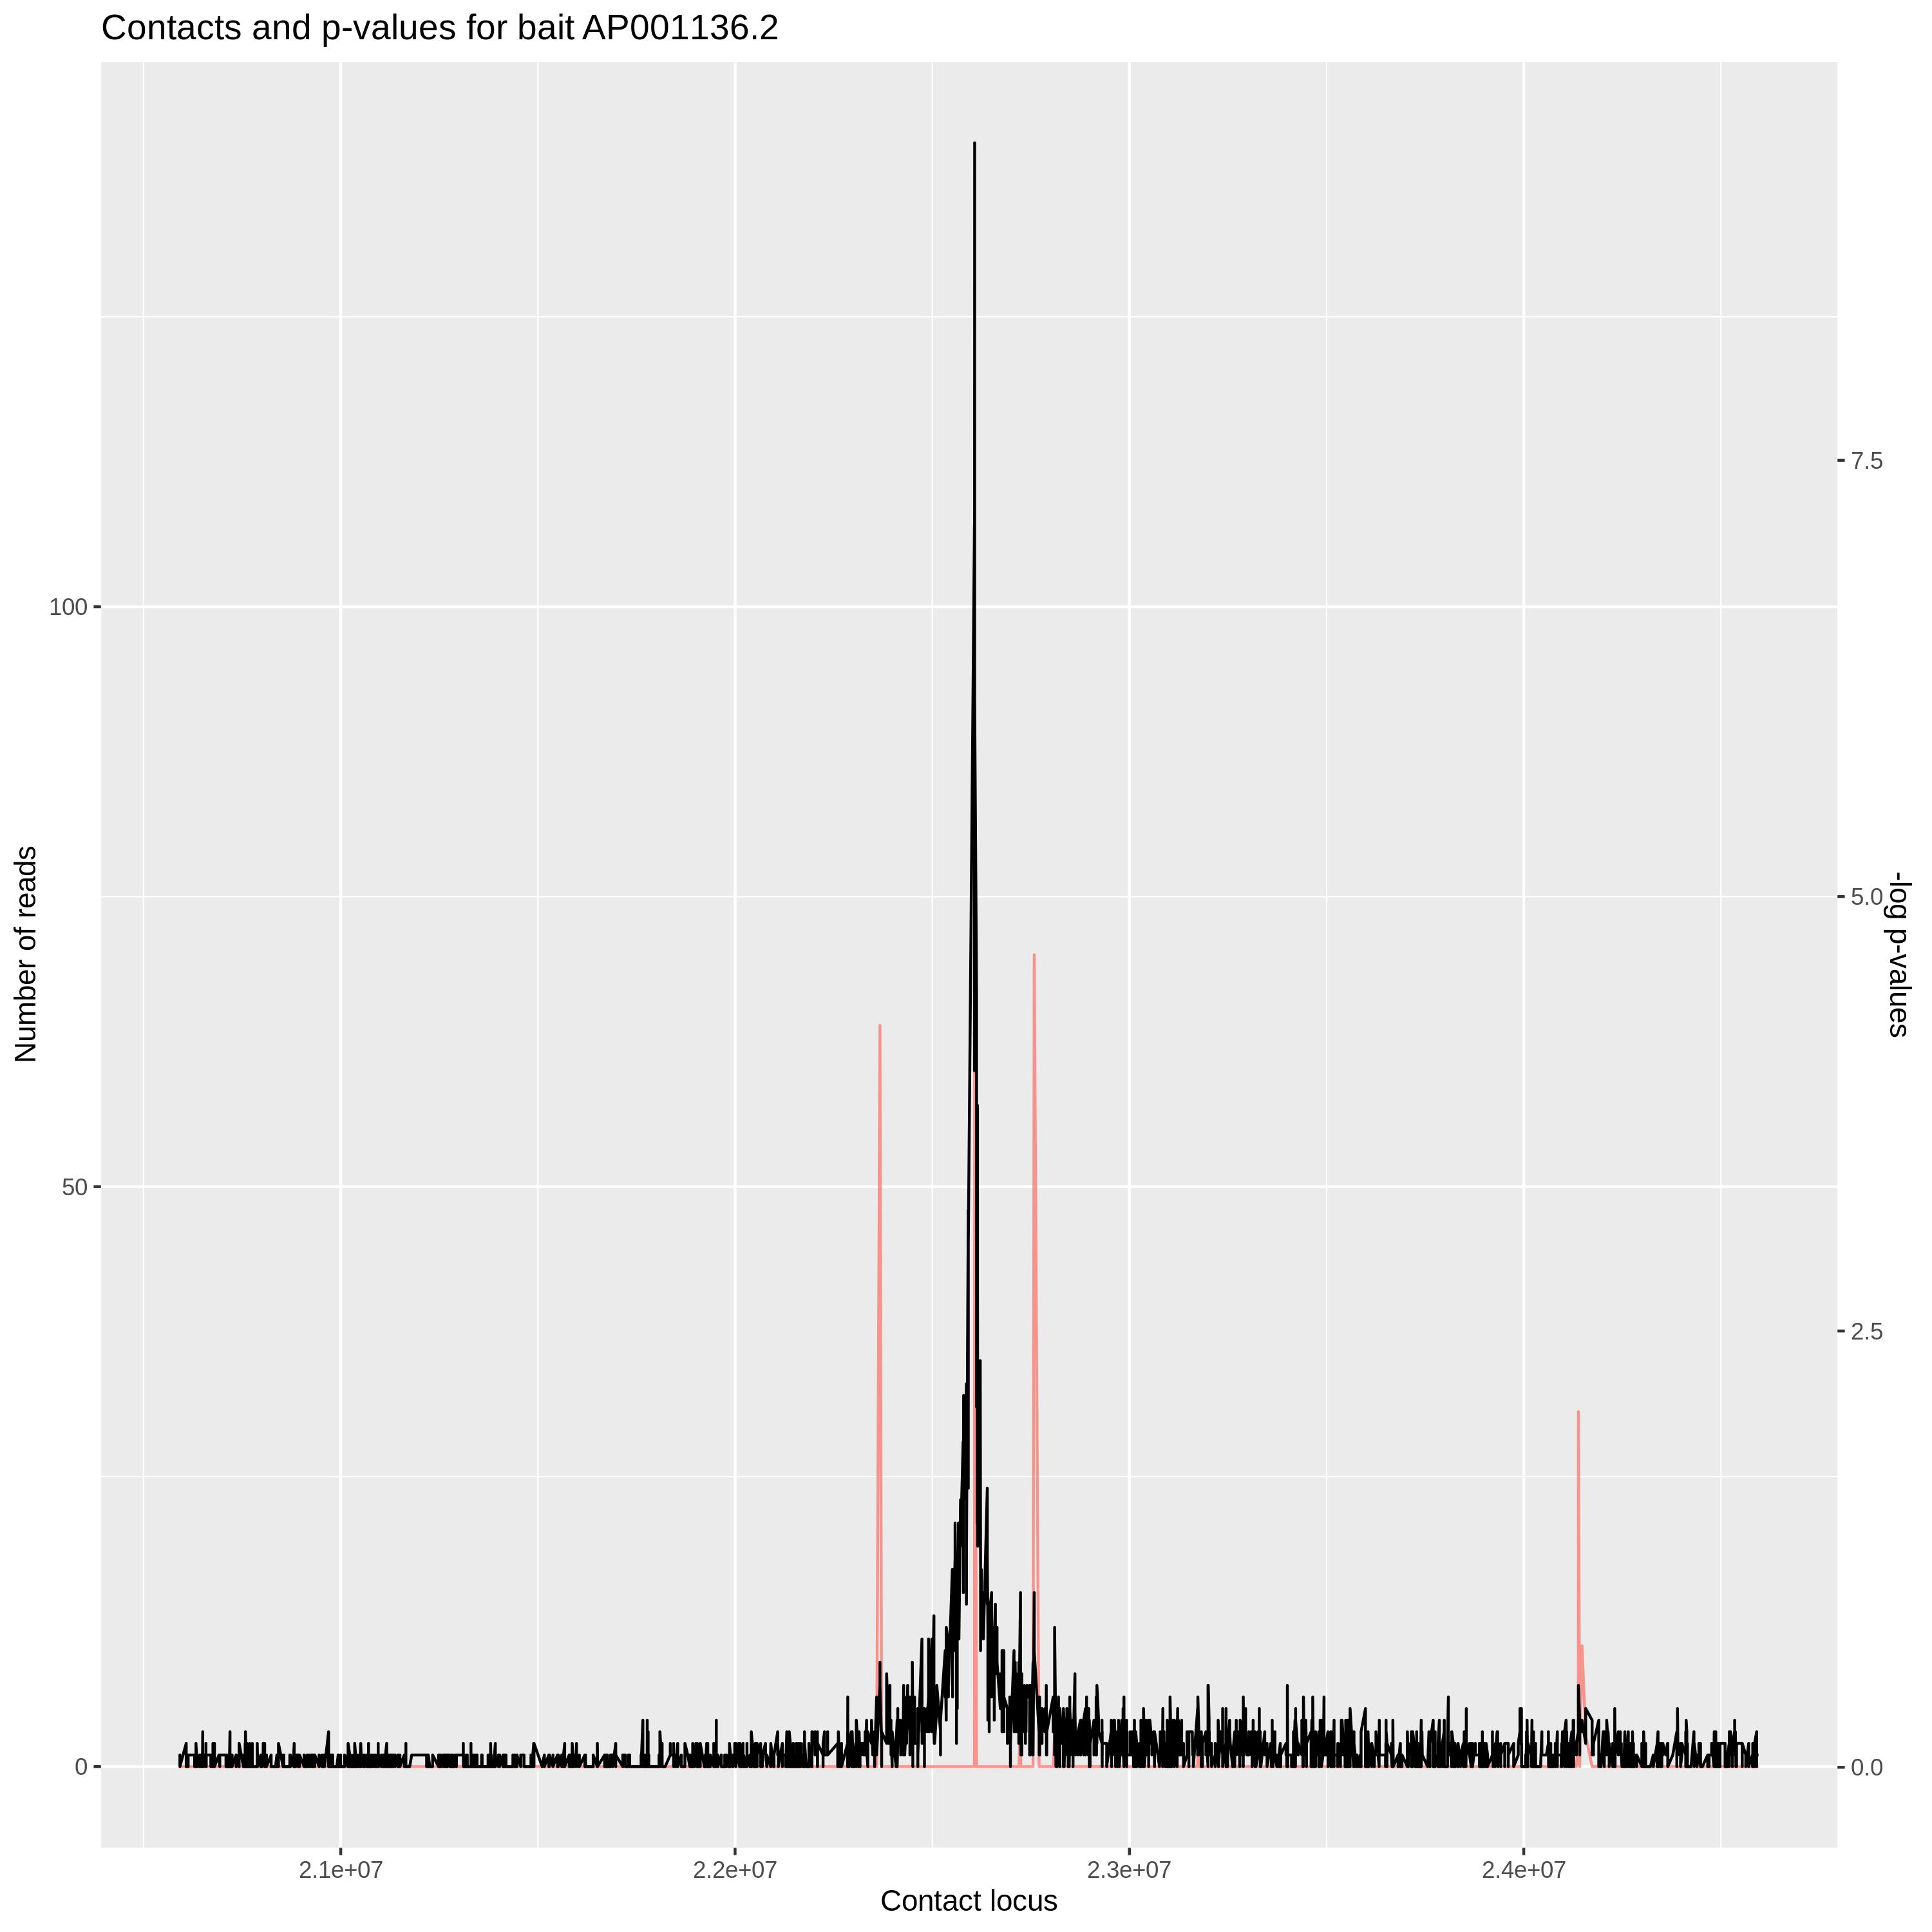 Contacts and p-values for bait AP001136.2
100
50
0
Number of reads
7.5
5.0
2.5
0.0
-log p-values
2.1e+07
2.2e+07
2.3e+07
2.4e+07
Contact locus